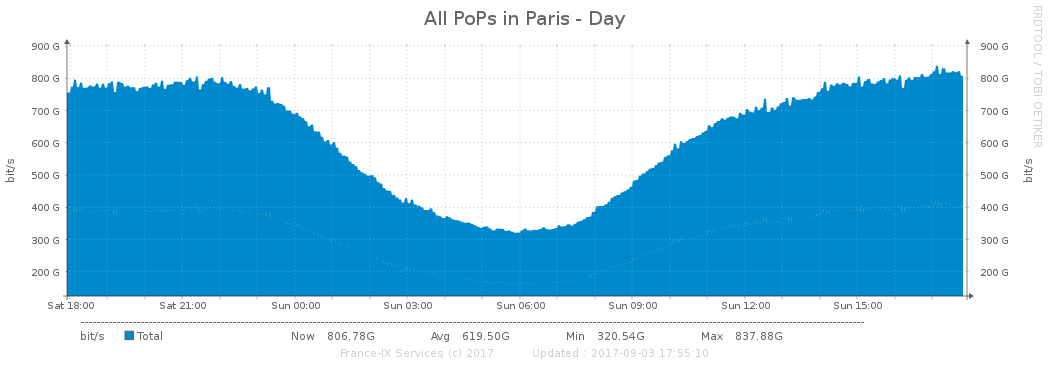 All PoPs in Paris - Day
RRDTOOL / TOBI OETIKER
900 G 900 G
800 G 800 G
700 G 700 G
600 G 600 G
500 G 500 G
400 G 400 G
300 G 300 G
200 G 200 G
bit/s bit/s
Sat 18:00 Sat 21:00 Sun 00:00 Sun 03:00 Sun 06:00 Sun 09:00 Sun 12:00 Sun 15:00
bit/s Total Now 806.78G Avg 619.50G Min 320.54G Max 837.88G
France-IX Services (c) 2017 Updated : 2017-09-03 17:55:10